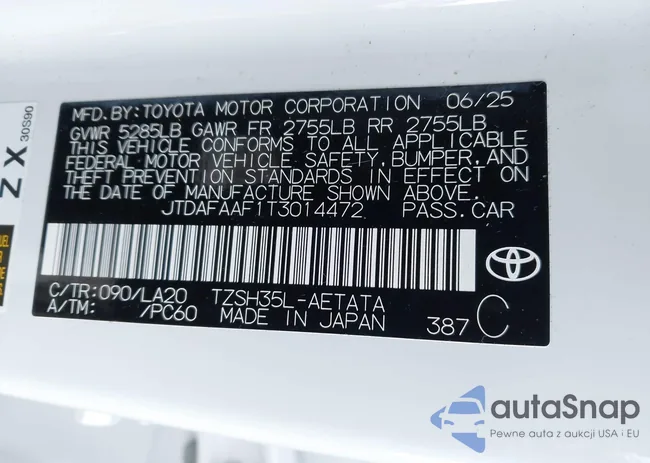 MFD. BY: TOYOTA MOTOR CORPORATION 06/25
GVWR 5285LB GAWR FR 2755LB RR 2755LB
THIS VEHICLE CONFORMS TO ALL APPLICABLE
FEDERAL MOTOR VEHICLE SAFETY, BUMPER, AND
THEFT PREVENTION STANDARDS IN EFFECT ON
THE DATE OF MANUFACTURE SHOWN ABOVE.
JTDAFAAF1T3014472 PASS. CAR
C/TR: 090/LA20 TZSH35L-AETATA
A/TM: /PC60 MADE IN JAPAN 387 C
Z X
30S90
autaSnap
Pewne auta z aukcji USA i EU